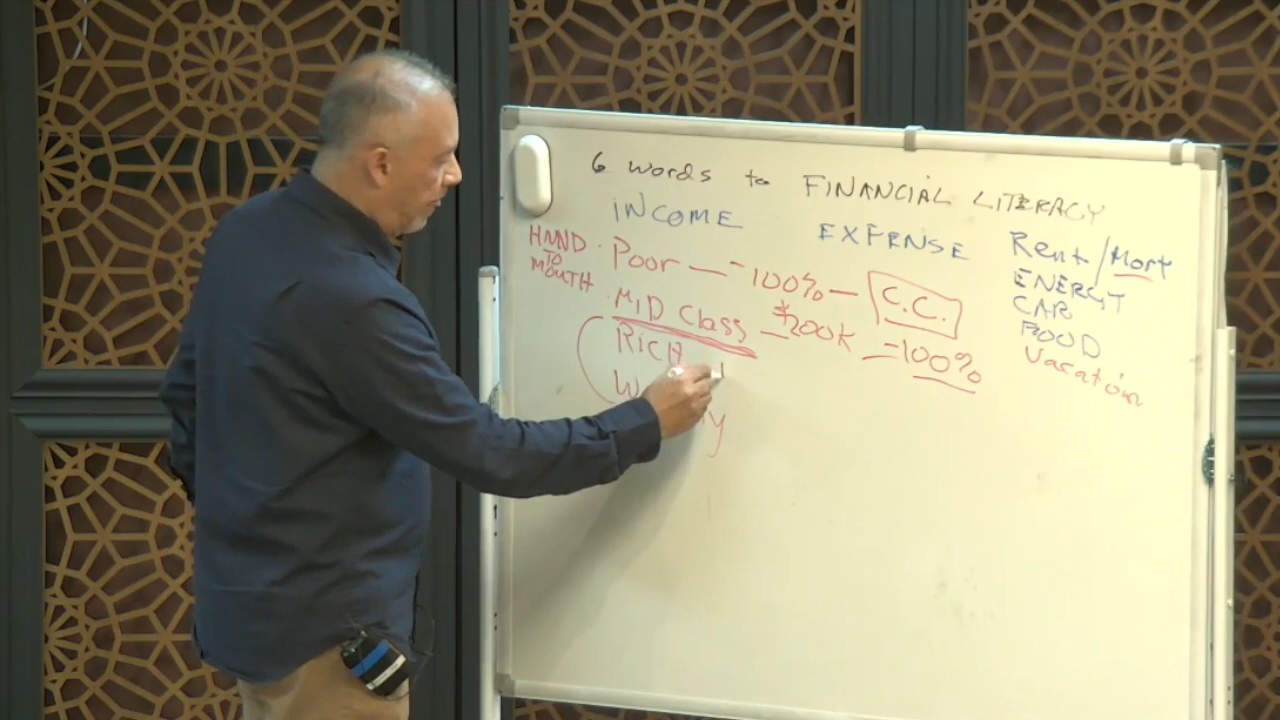 6 words to FINANCIAL LITERACY
INCOME EXPENSE Rent/Mort
HAND TO MOUTH
· Poor — -100% — C.C.
· MID Class — $200K — -100%
RICH
ENERGY
CAR
FOOD
Vacation